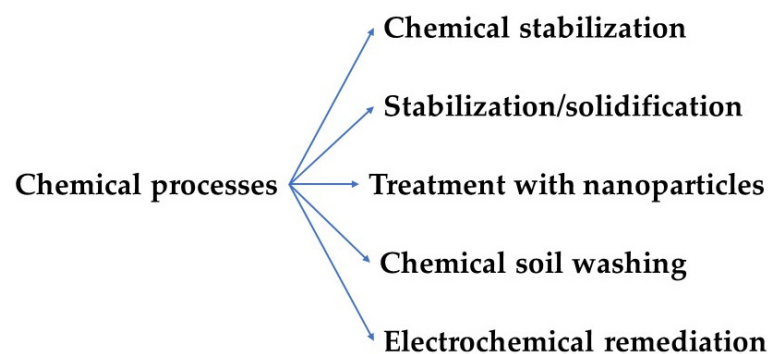 Chemical stabilization
Stabilization/solidification
Chemical processes
Treatment with nanoparticles
Chemical soil washing
Electrochemical remediation